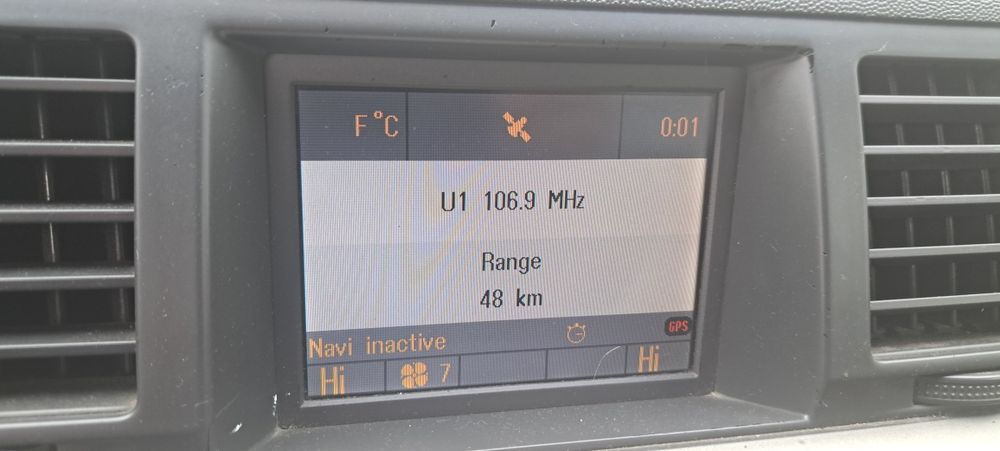 F°C
0:01
U1 106.9 MHz
Range
48 km
GPS
Navi inactive
Hi 7 Hi